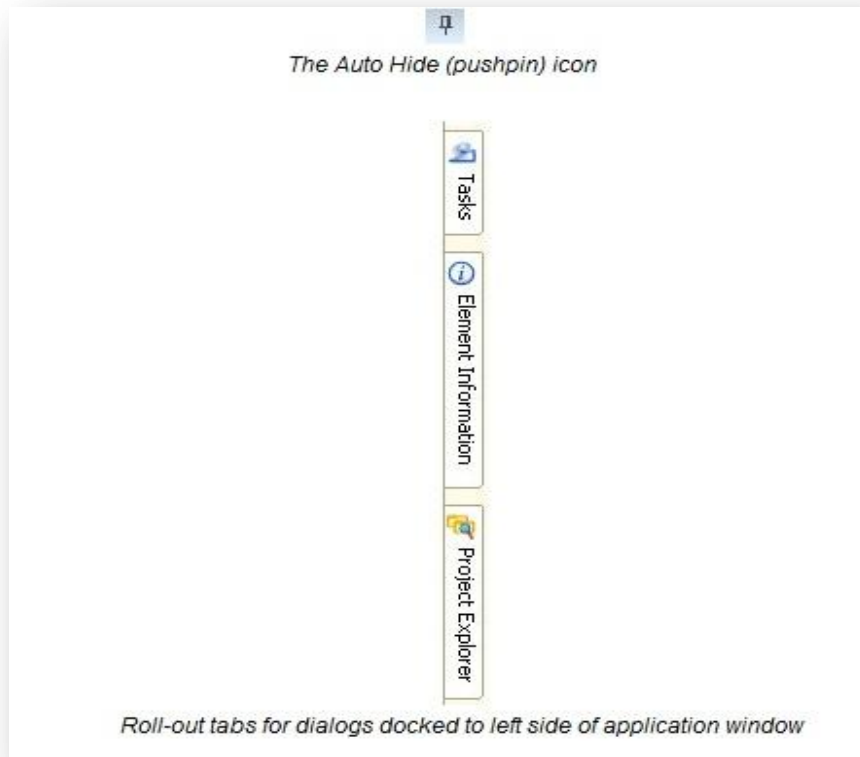 The Auto Hide (pushpin) icon
Tasks
Element Information
Project Explorer
Roll-out tabs for dialogs docked to left side of application window